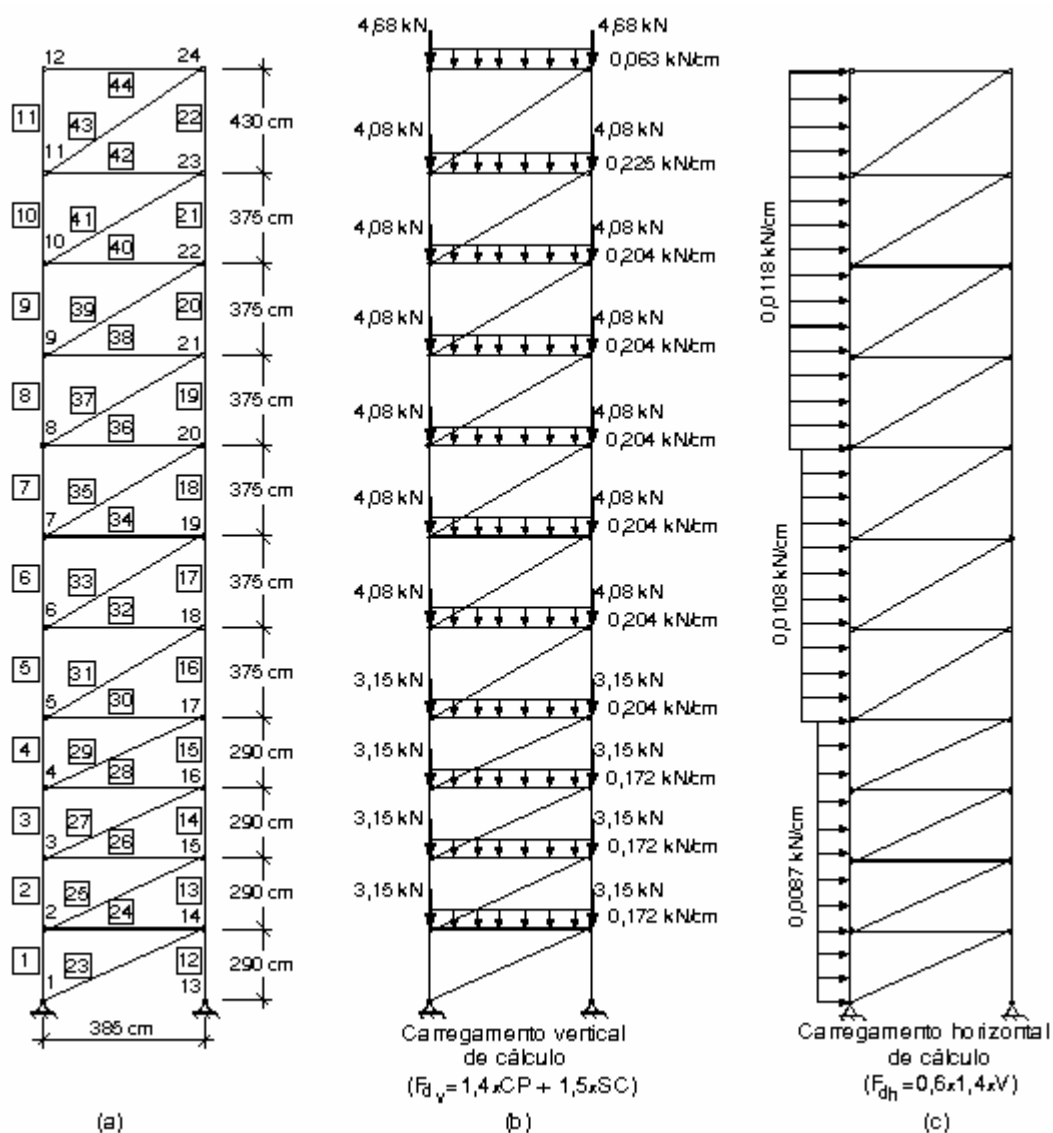 12 24
44
11 43 22 430 cm
11 42 23
10 41 21 375 cm
10 40 22
9 39 20 375 cm
9 38 21
8 37 19 375 cm
8 36 20
7 35 18 375 cm
7 34 19
6 33 17 375 cm
6 32 18
5 31 16 375 cm
5 30 17
4 29 15 290 cm
4 28 16
3 27 14 290 cm
3 26 15
2 25 13 290 cm
2 24 14
1 23 12 290 cm
1 13
385 cm
(a)
4,68 kN 4,68 kN
0,063 kN/cm
4,08 kN 4,08 kN
0,225 kN/cm
4,08 kN 4,08 kN
0,204 kN/cm
4,08 kN 4,08 kN
0,204 kN/cm
4,08 kN 4,08 kN
0,204 kN/cm
4,08 kN 4,08 kN
0,204 kN/cm
4,08 kN 4,08 kN
0,204 kN/cm
3,15 kN 3,15 kN
0,204 kN/cm
3,15 kN 3,15 kN
0,172 kN/cm
3,15 kN 3,15 kN
0,172 kN/cm
3,15 kN 3,15 kN
0,172 kN/cm
Carregamento vertical
de cálculo
(Fdv=1,4xCP + 1,5xSC)
(b)
0,0118 kN/cm
0,0108 kN/cm
0,0087 kN/cm
Carregamento horizontal
de cálculo
(Fdh=0,6x1,4xV)
(c)